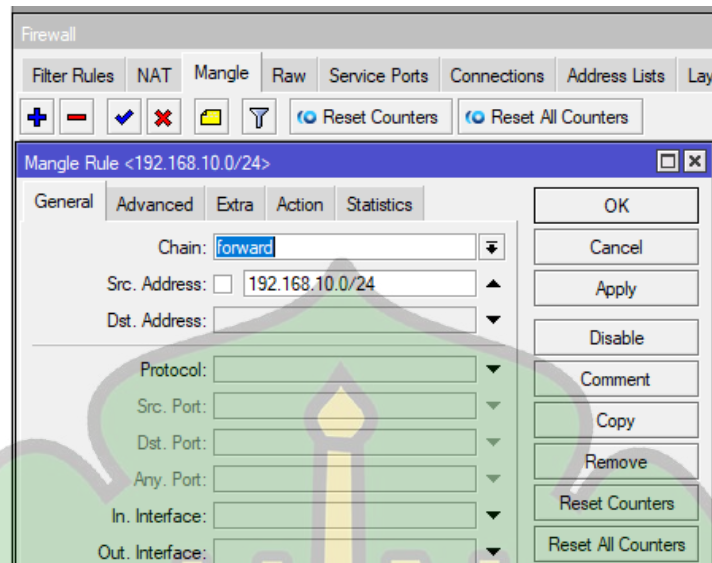 Firewall
Filter Rules NAT Mangle Raw Service Ports Connections Address Lists Lay
Reset Counters Reset All Counters
Mangle Rule <192.168.10.0/24>
General Advanced Extra Action Statistics OK
Chain: forward Cancel
Src. Address: 192.168.10.0/24 Apply
Dst. Address:
Disable
Protocol: Comment
Src. Port:
Copy
Dst. Port:
Remove
Any. Port:
Reset Counters
In. Interface:
Out. Interface: Reset All Counters